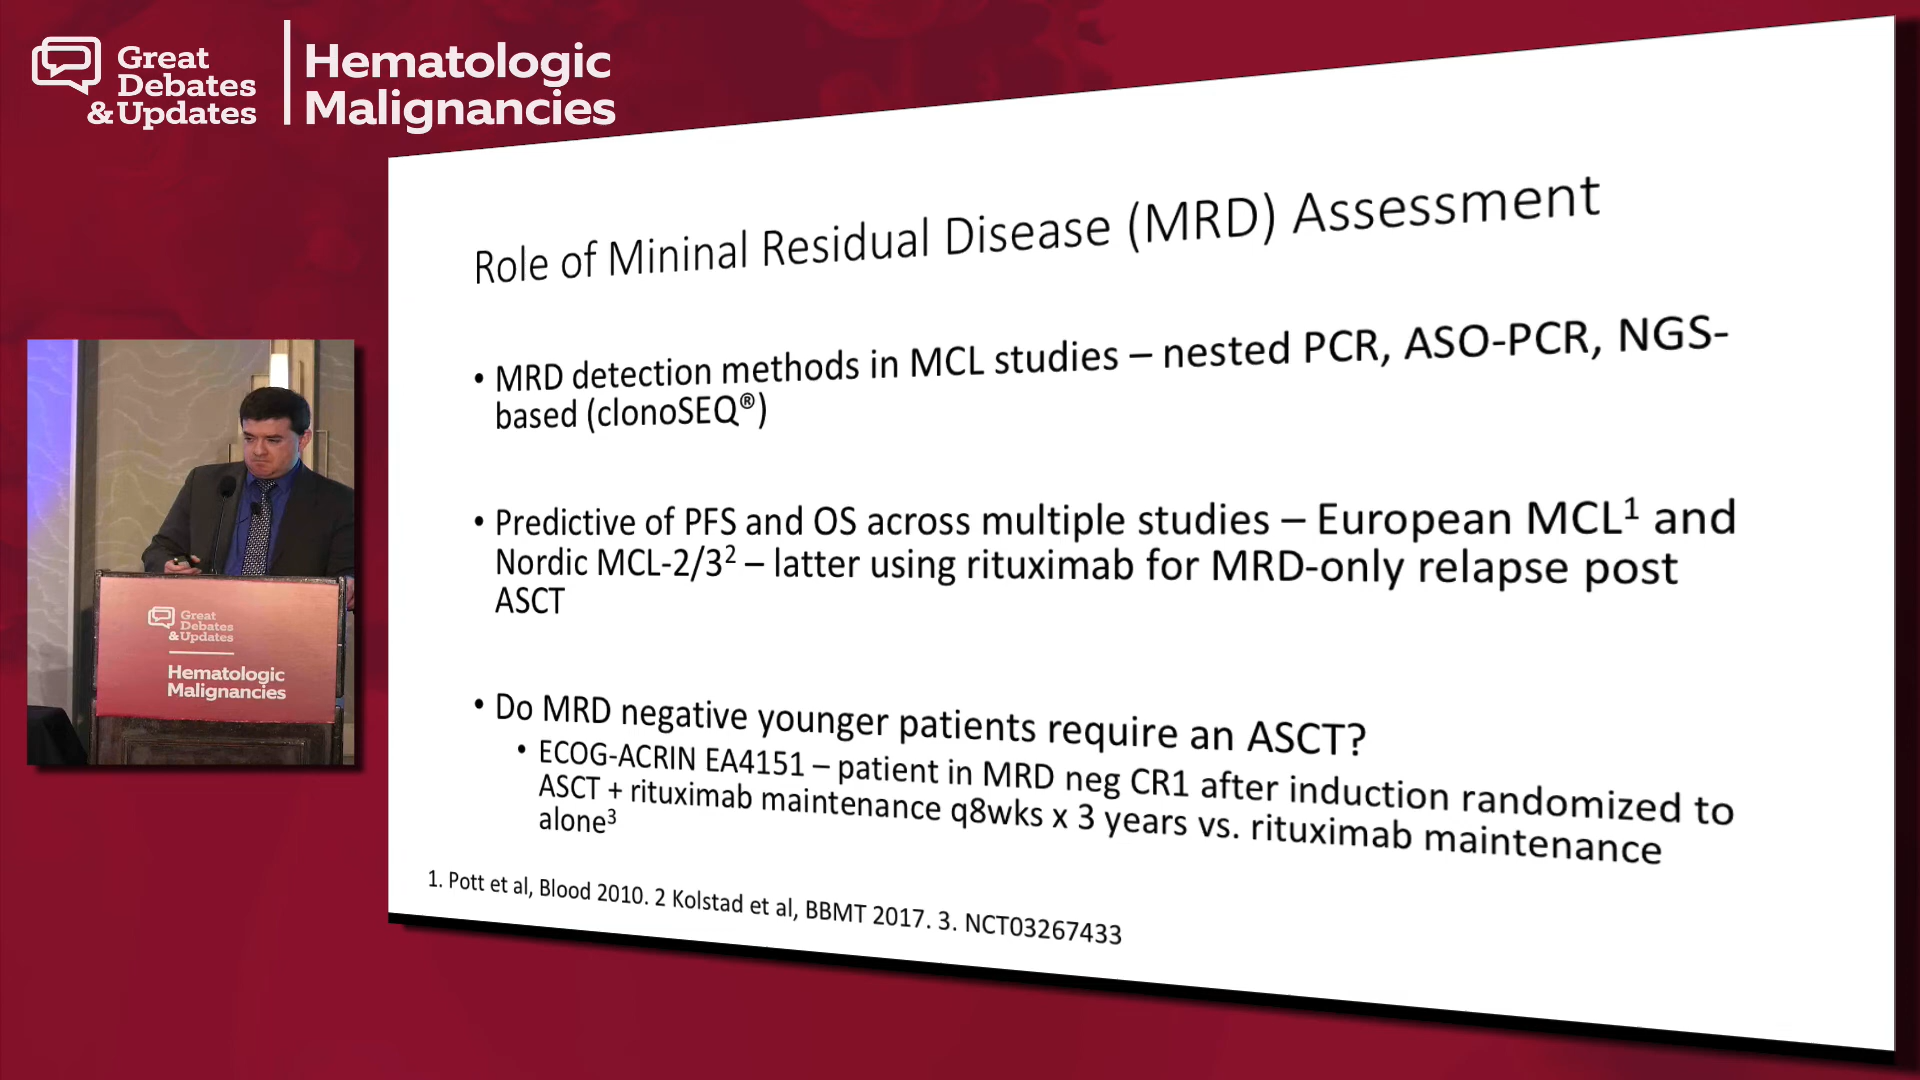 Great
Debates
& Updates
Hematologic
Malignancies
Role of Mininal Residual Disease (MRD) Assessment
• MRD detection methods in MCL studies – nested PCR, ASO-PCR, NGS-
based (clonoSEQ®)
• Predictive of PFS and OS across multiple studies – European MCL¹ and
Nordic MCL-2/3² – latter using rituximab for MRD-only relapse post
ASCT
• Do MRD negative younger patients require an ASCT?
• ECOG-ACRIN EA4151 – patient in MRD neg CR1 after induction randomized to
ASCT + rituximab maintenance q8wks x 3 years vs. rituximab maintenance
alone³
1. Pott et al, Blood 2010. 2 Kolstad et al, BBMT 2017. 3. NCT03267433
Great
Debates
& Updates
Hematologic
Malignancies